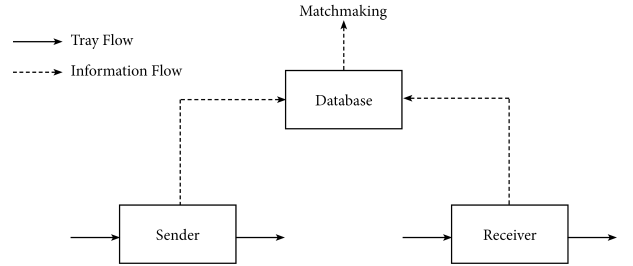 Matchmaking
Tray Flow
Information Flow
Database
Sender
Receiver